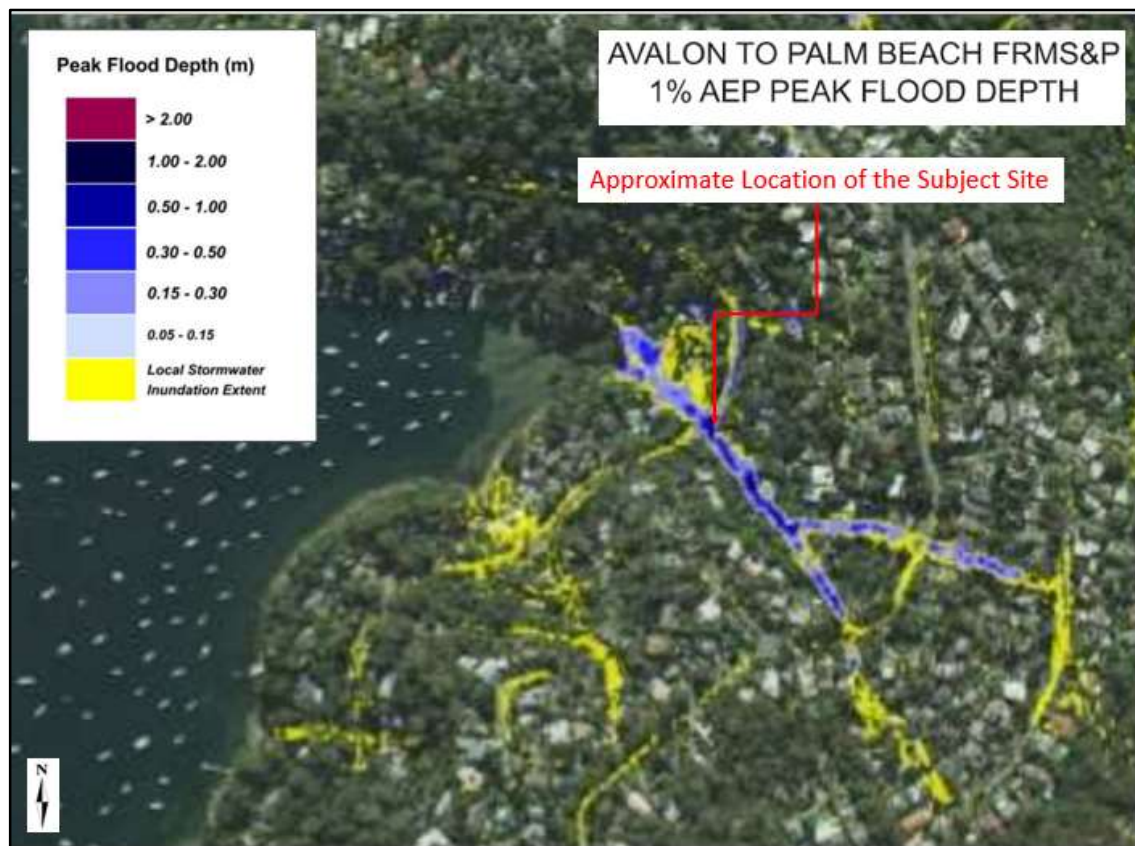 Peak Flood Depth (m)
> 2.00
1.00 - 2.00
0.50 - 1.00
0.30 - 0.50
0.15 - 0.30
0.05 - 0.15
Local Stormwater
Inundation Extent
AVALON TO PALM BEACH FRMS&P
1% AEP PEAK FLOOD DEPTH
Approximate Location of the Subject Site
N